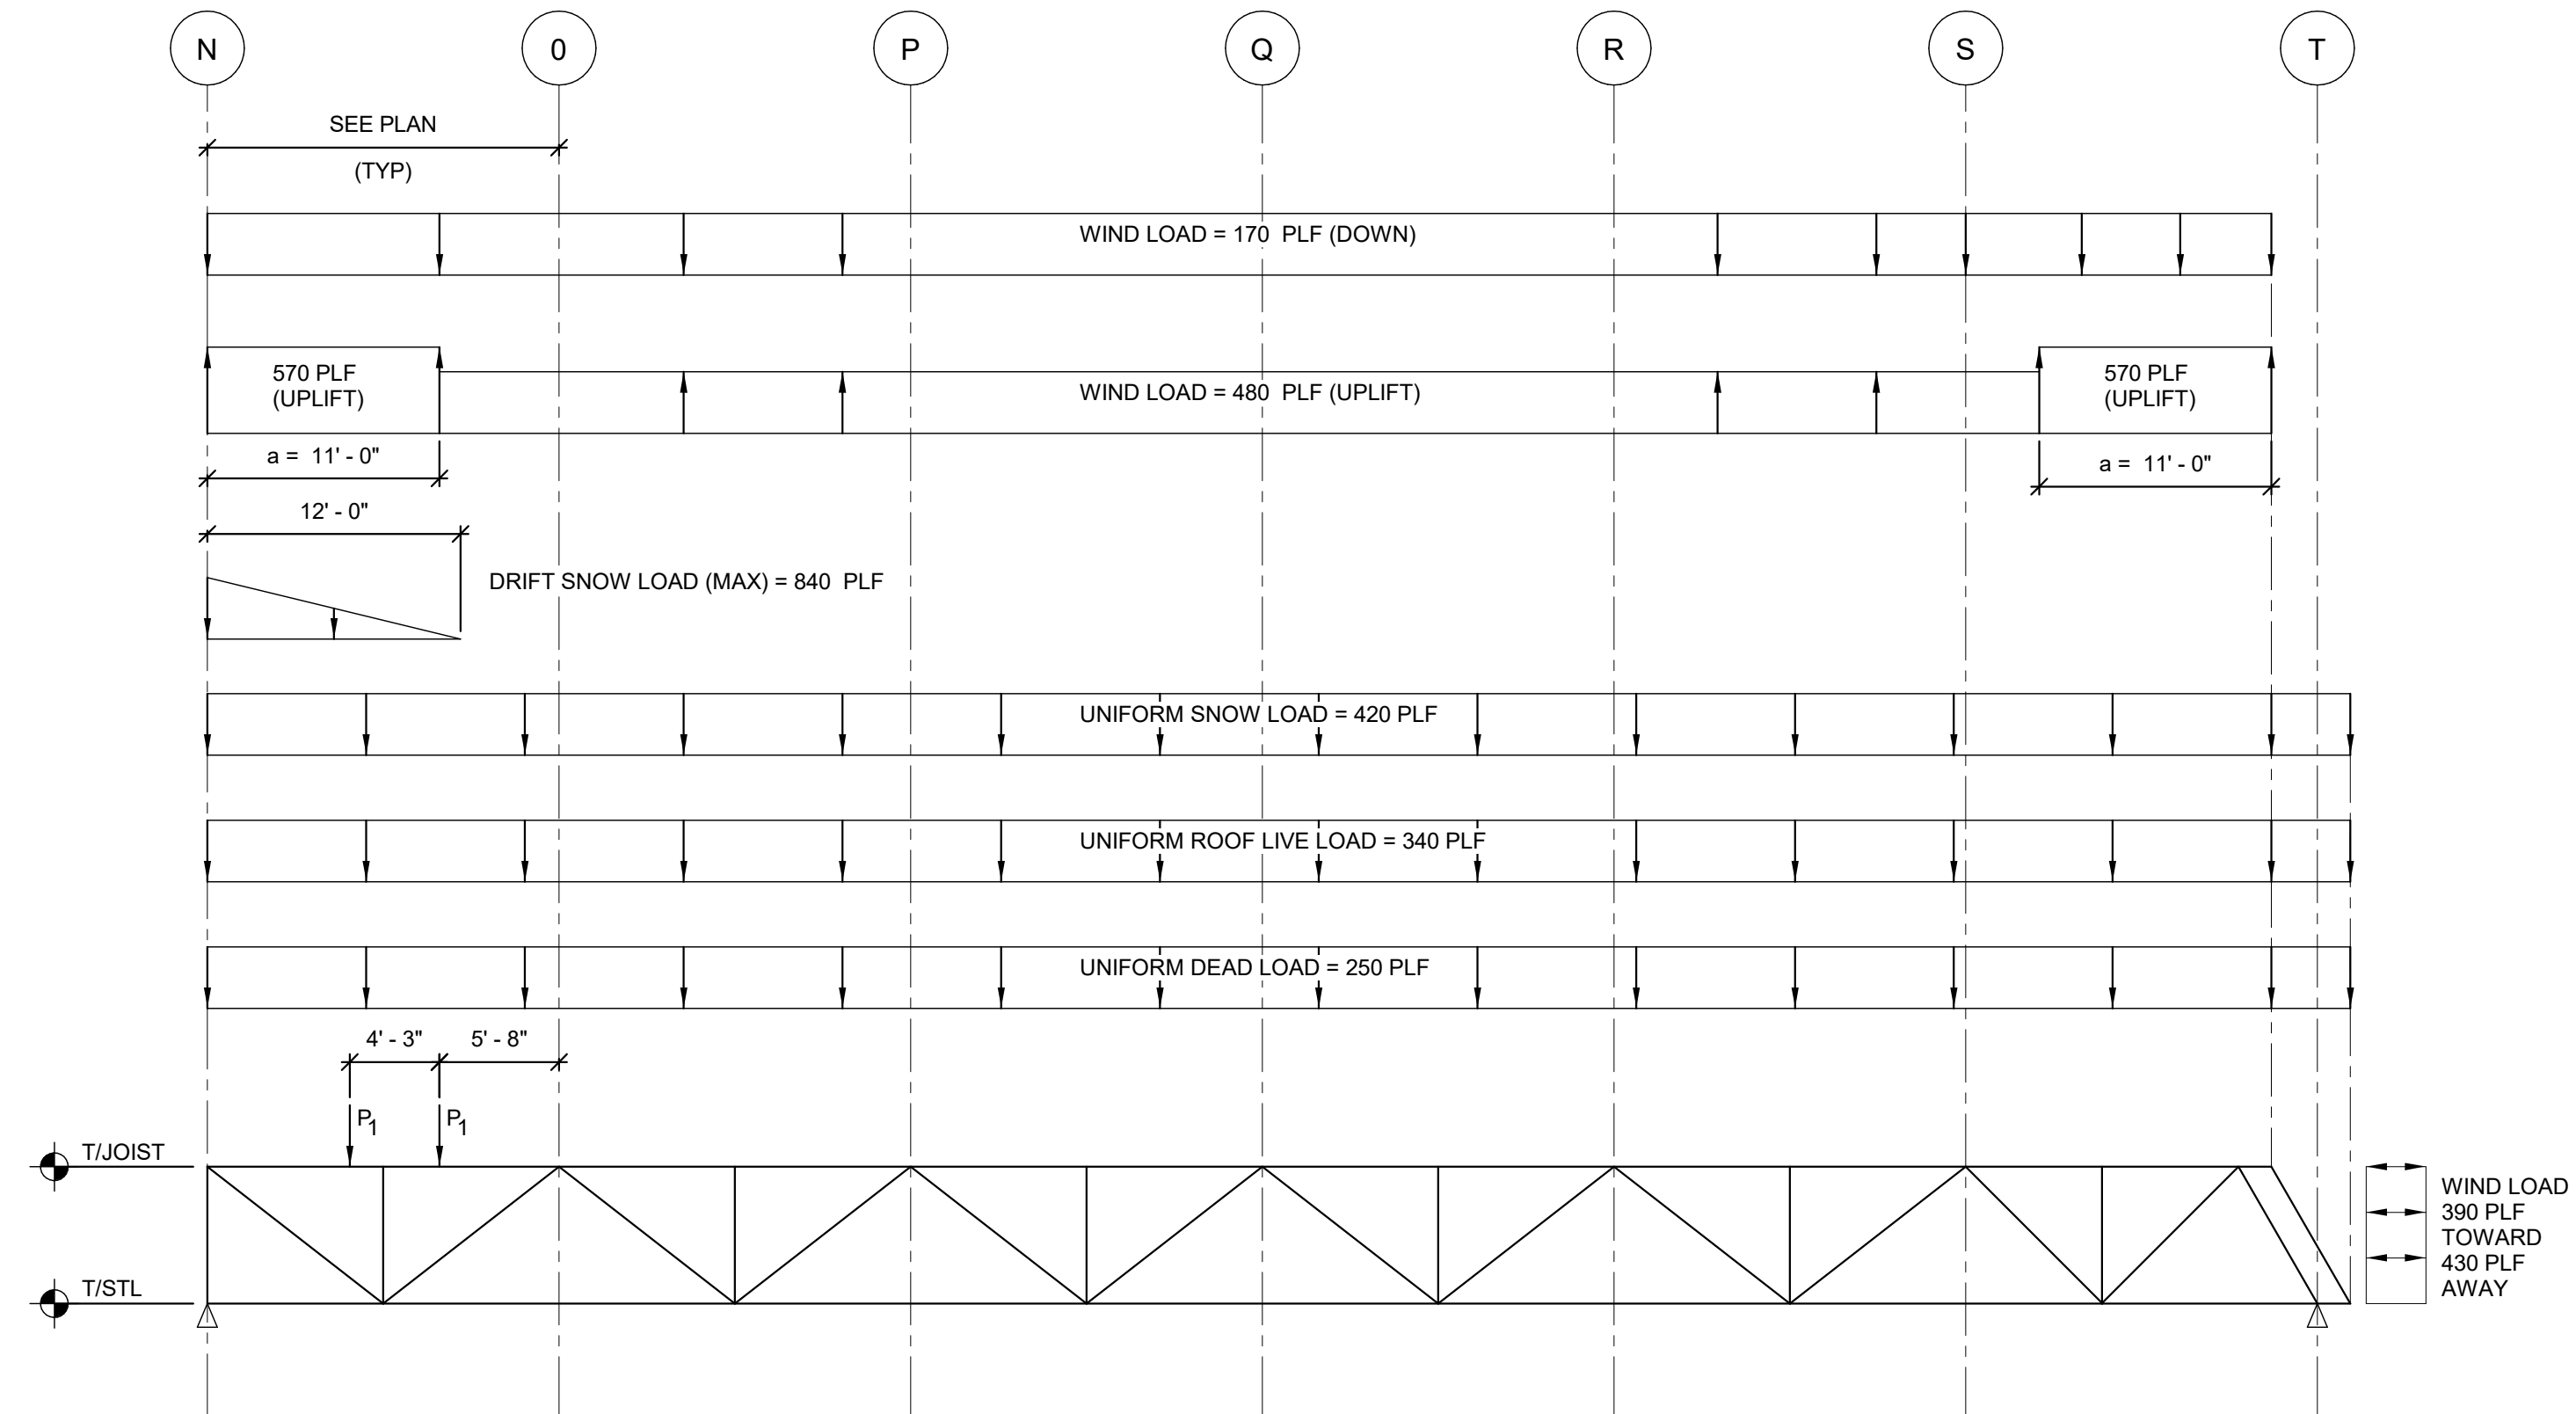 N 0 P Q R S T
SEE PLAN
(TYP)
WIND LOAD = 170 PLF (DOWN)
570 PLF
(UPLIFT)
WIND LOAD = 480 PLF (UPLIFT)
570 PLF
(UPLIFT)
a = 11' - 0"
a = 11' - 0"
12' - 0"
DRIFT SNOW LOAD (MAX) = 840 PLF
UNIFORM SNOW LOAD = 420 PLF
UNIFORM ROOF LIVE LOAD = 340 PLF
UNIFORM DEAD LOAD = 250 PLF
4' - 3" 5' - 8"
P1 P1
T/JOIST
T/STL
WIND LOAD
390 PLF
TOWARD
430 PLF
AWAY